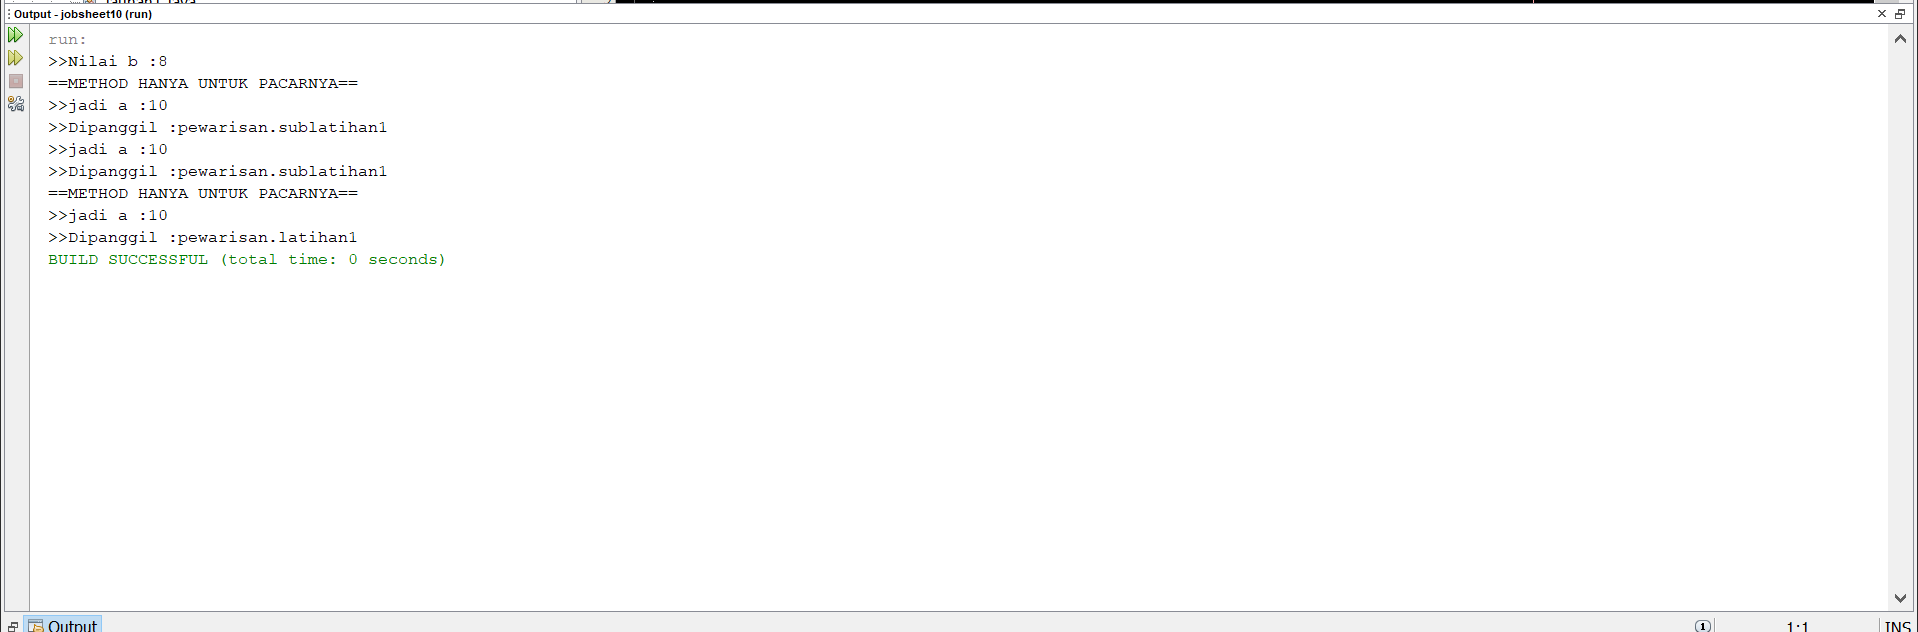 Output - jobsheet10 (run)
run:
>>Nilai b :8
==METHOD HANYA UNTUK PACARNYA==
>>jadi a :10
>>Dipanggil :pewarisan.sublatihan1
>>jadi a :10
>>Dipanggil :pewarisan.sublatihan1
==METHOD HANYA UNTUK PACARNYA==
>>jadi a :10
>>Dipanggil :pewarisan.latihan1
BUILD SUCCESSFUL (total time: 0 seconds)
Output
1
1:1
INS